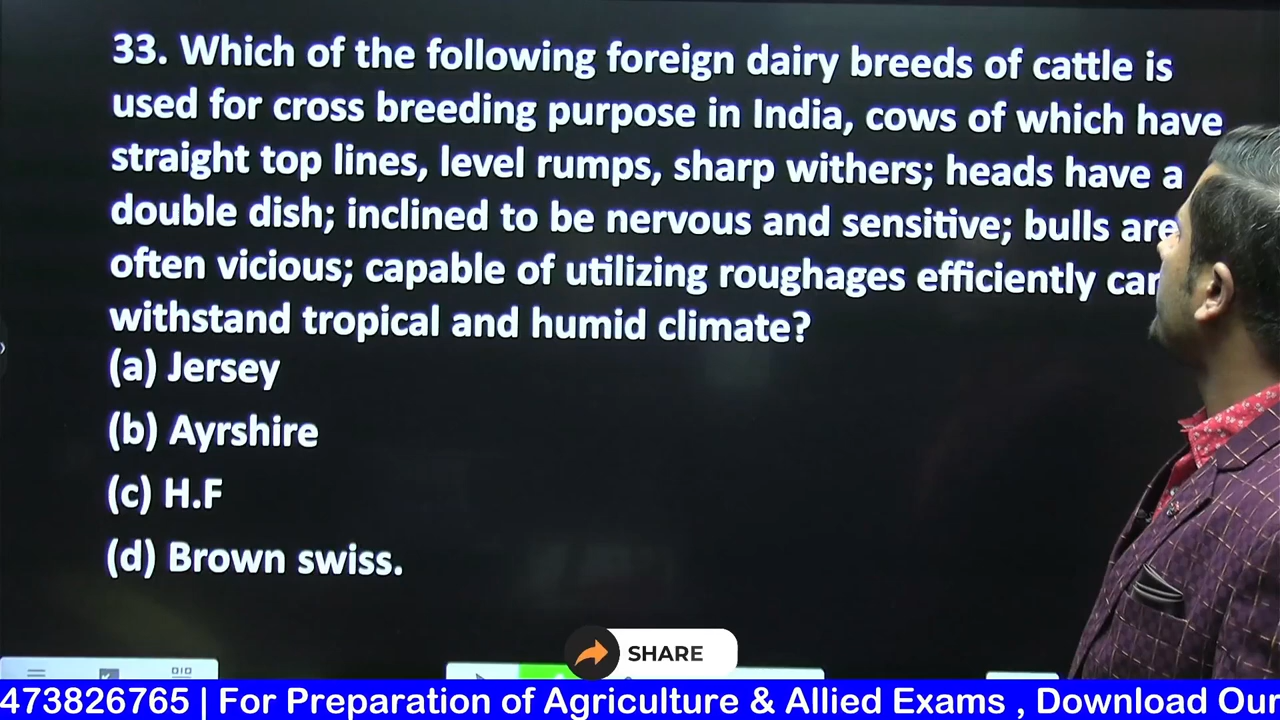 33. Which of the following foreign dairy breeds of cattle is
used for cross breeding purpose in India, cows of which have
straight top lines, level rumps, sharp withers; heads have a
double dish; inclined to be nervous and sensitive; bulls are
often vicious; capable of utilizing roughages efficiently can
withstand tropical and humid climate?
(a) Jersey
(b) Ayrshire
(c) H.F
(d) Brown swiss.
SHARE
473826765 | For Preparation of Agriculture & Allied Exams , Download Our